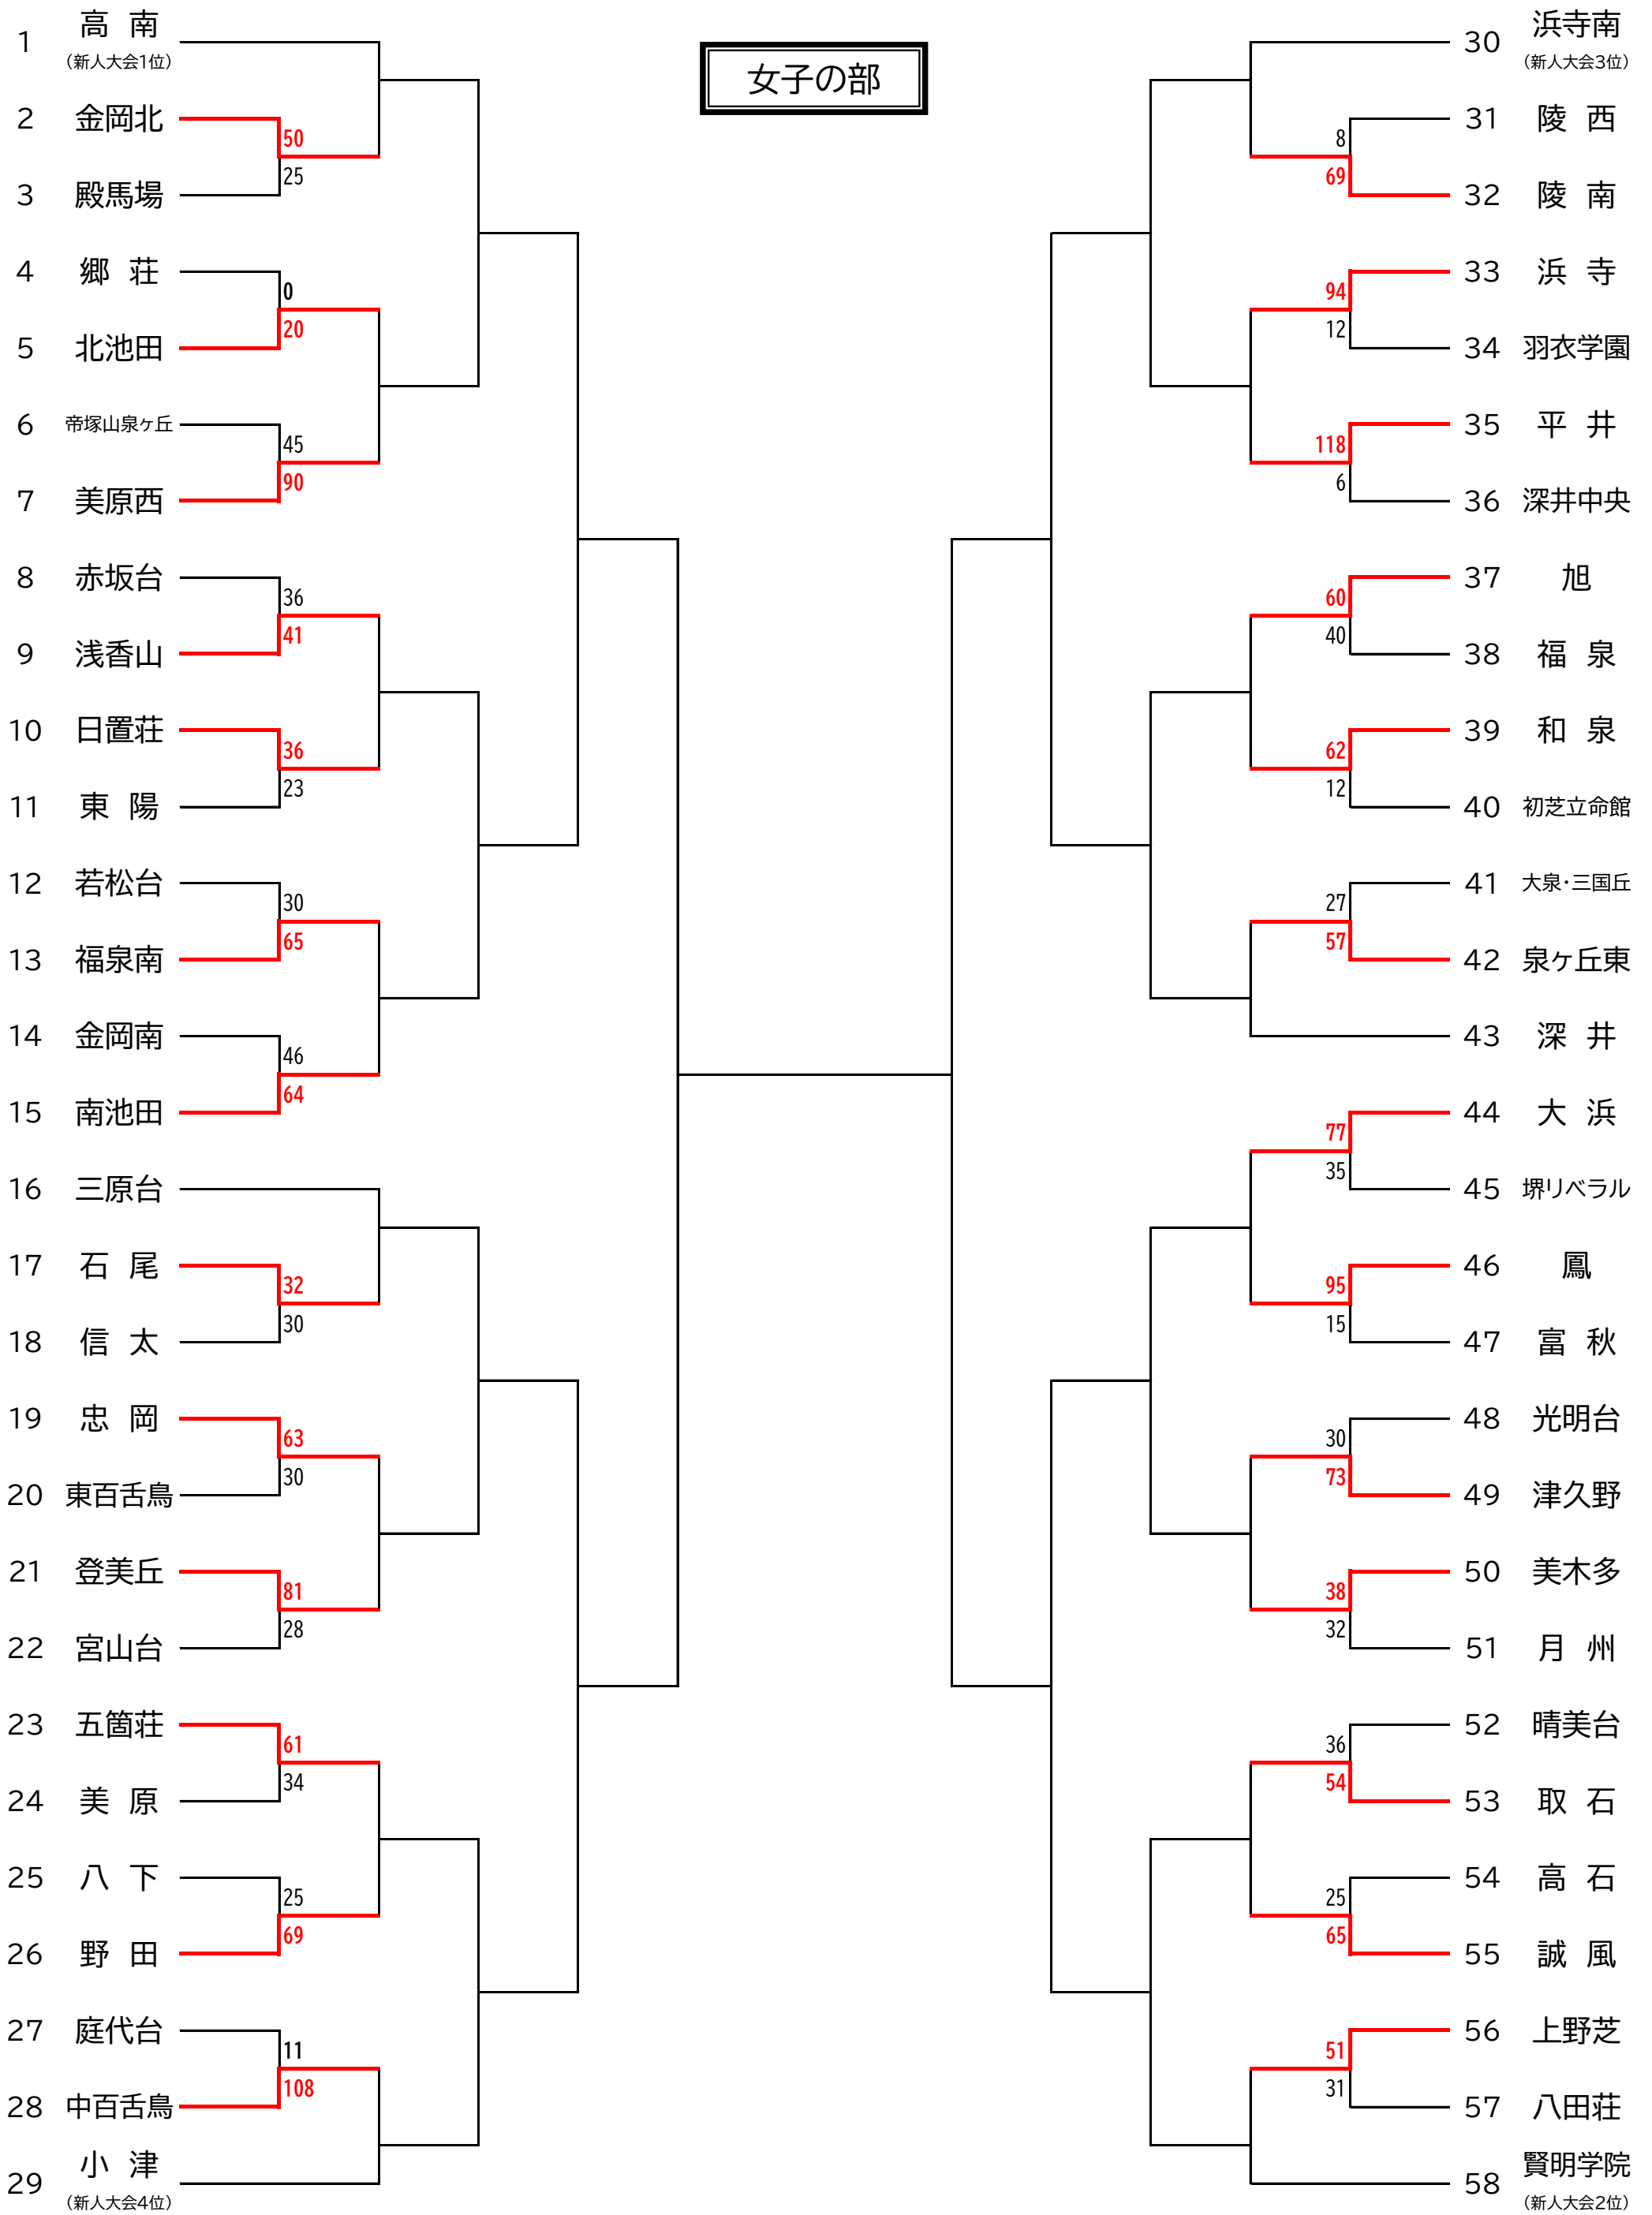 女子の部
1 高南
(新人大会1位)
2 金岡北
50
25
3 殿馬場
4 郷荘
0
20
5 北池田
6 帝塚山泉ヶ丘
45
90
7 美原西
8 赤坂台
36
41
9 浅香山
10 日置荘
36
23
11 東陽
12 若松台
30
65
13 福泉南
14 金岡南
46
64
15 南池田
16 三原台
17 石尾
32
30
18 信太
19 忠岡
63
30
20 東百舌鳥
21 登美丘
81
28
22 宮山台
23 五箇荘
61
34
24 美原
25 八下
25
69
26 野田
27 庭代台
11
108
28 中百舌鳥
29 小津
(新人大会4位)
30 浜寺南
(新人大会3位)
31 陵西
8
69
32 陵南
33 浜寺
94
12
34 羽衣学園
35 平井
118
6
36 深井中央
37 旭
60
40
38 福泉
39 和泉
62
12
40 初芝立命館
41 大泉・三国丘
27
57
42 泉ヶ丘東
43 深井
44 大浜
77
35
45 堺リベラル
46 鳳
95
15
47 富秋
48 光明台
30
73
49 津久野
50 美木多
38
32
51 月州
52 晴美台
36
54
53 取石
54 高石
25
65
55 誠風
56 上野芝
51
31
57 八田荘
58 賢明学院
(新人大会2位)